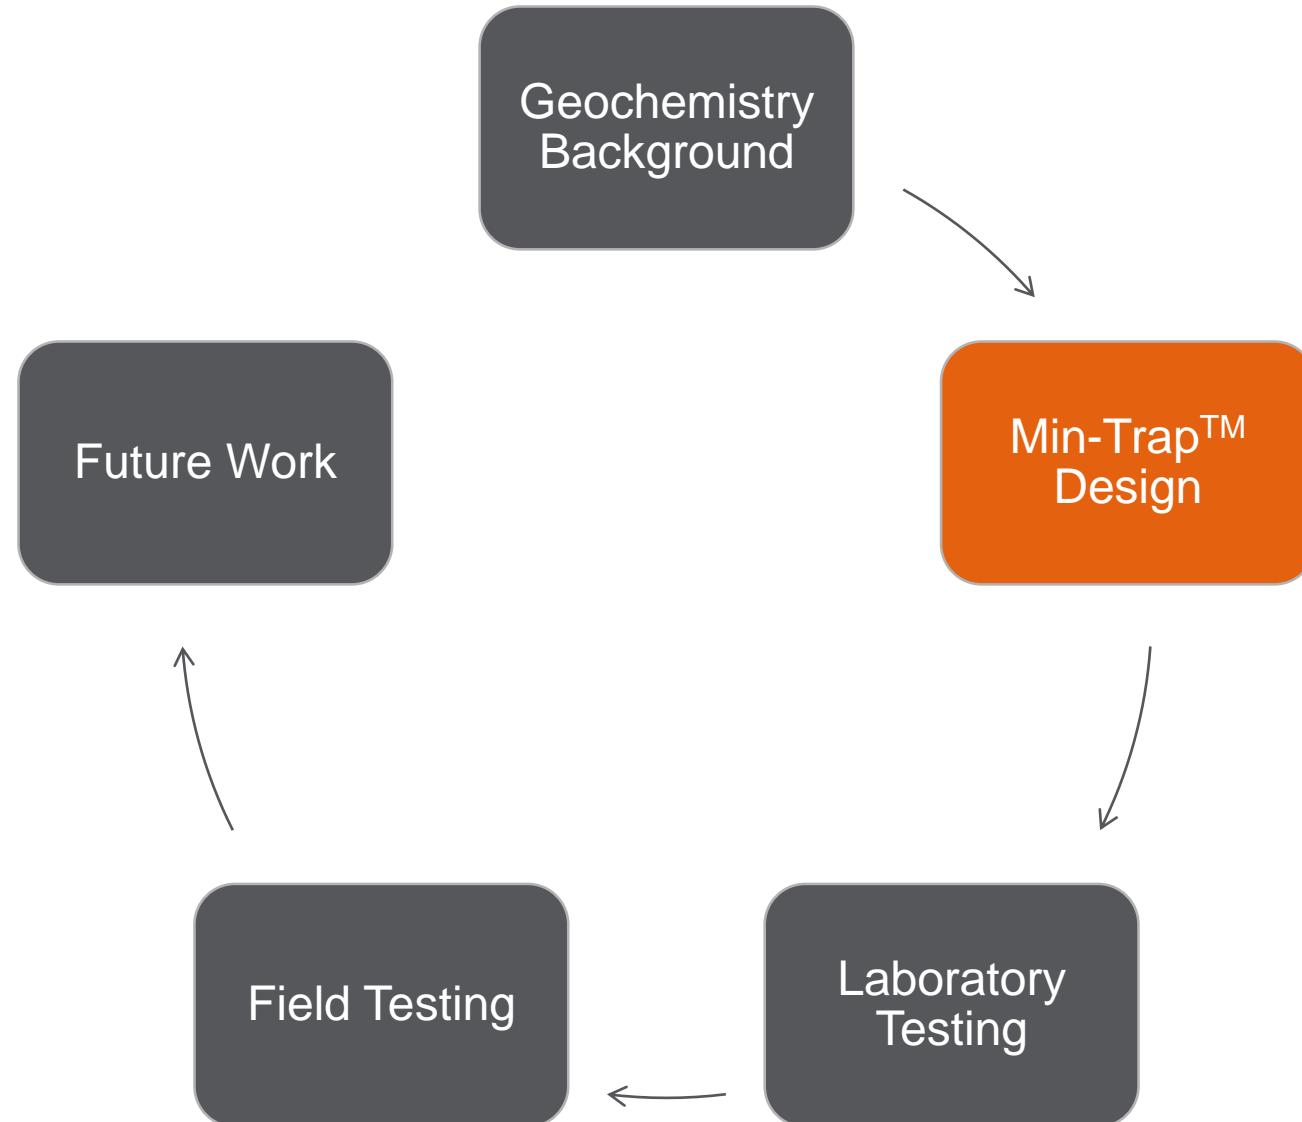 Geochemistry
Background
Min-Trap™
Design
Laboratory
Testing
Field Testing
Future Work